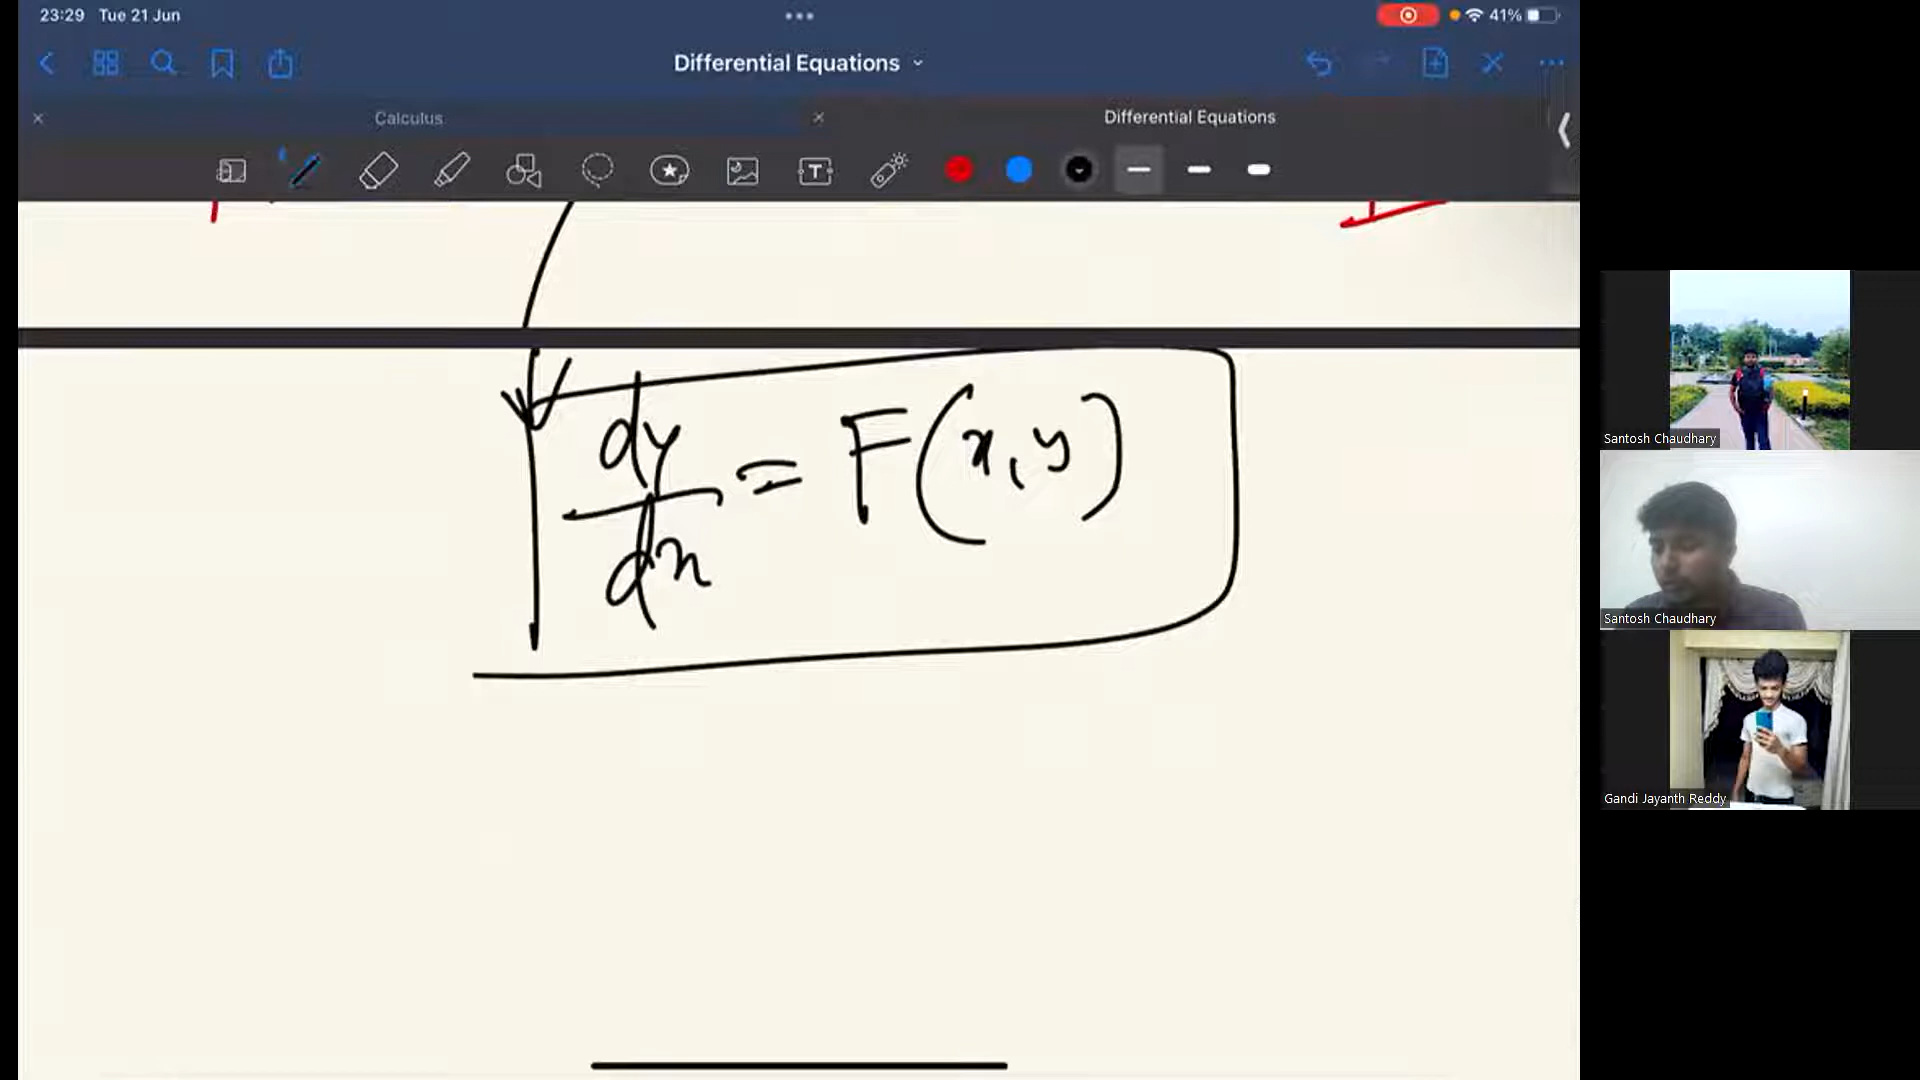 23:29 Tue 21 Jun
41%
Differential Equations
Calculus
Differential Equations
dy/dx = F(x, y)
Santosh Chaudhary
Santosh Chaudhary
Gandi Jayanth Reddy